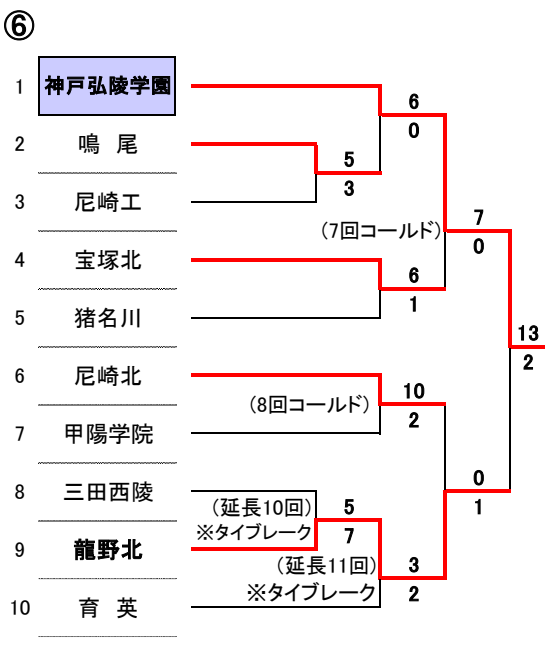 ⑥
1 神戸弘陵学園
6
0
2 鳴 尾
5
3
3 尼崎工
(7回コールド)
7
0
4 宝塚北
6
1
5 猪名川
13
2
6 尼崎北
(8回コールド)
10
2
7 甲陽学院
0
1
8 三田西陵
(延長10回)
※タイブレーク
5
7
9 龍野北
(延長11回)
※タイブレーク
3
2
10 育 英